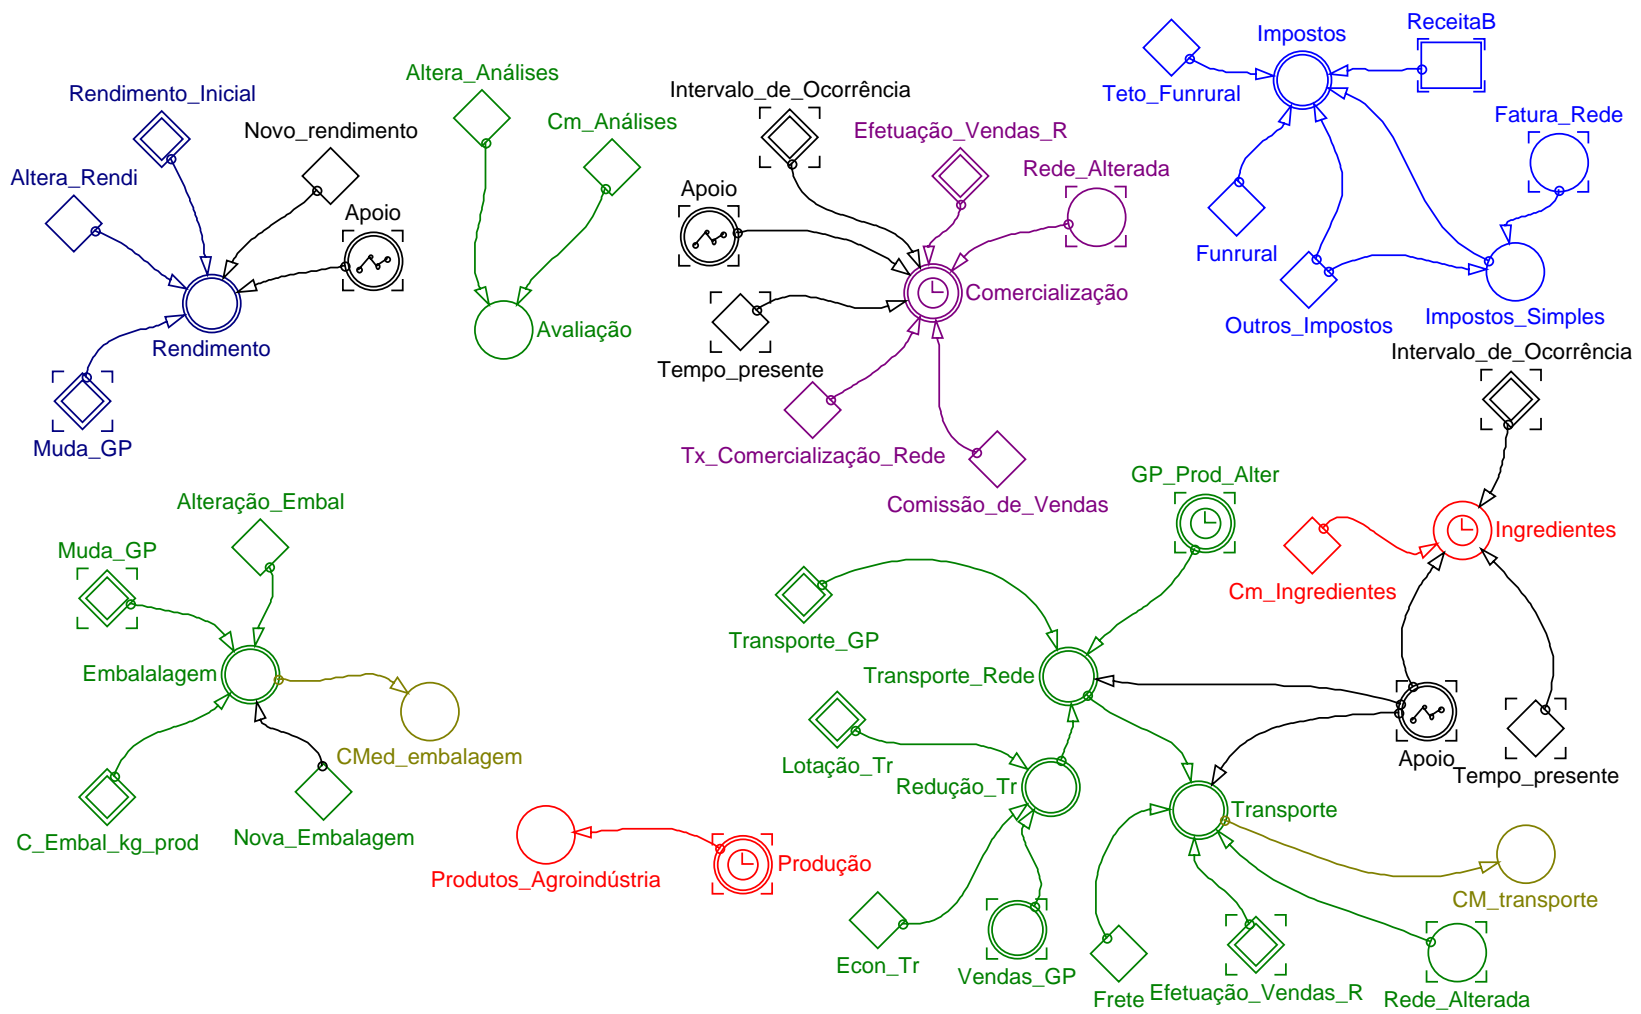 ReceitaB
Impostos
Altera_Análises
Rendimento_Inicial
Intervalo_de_Ocorrência
Teto_Funrural
Fatura_Rede
Novo_rendimento
Cm_Análises
Efetuação_Vendas_R
Rede_Alterada
Altera_Rendi
Apoio
Apoio
Funrural
Comercialização
Outros_Impostos
Impostos_Simples
Avaliação
Rendimento
Intervalo_de_Ocorrência
Tempo_presente
Muda_GP
Tx_Comercialização_Rede
GP_Prod_Alter
Alteração_Embal
Comissão_de_Vendas
Ingredientes
Muda_GP
Cm_Ingredientes
Transporte_GP
Embalalagem
Transporte_Rede
CMed_embalagem
Apoio
Lotação_Tr
Tempo_presente
Redução_Tr
Transporte
C_Embal_kg_prod
Nova_Embalagem
Produção
Produtos_Agroindústria
CM_transporte
Econ_Tr
Vendas_GP
Frete
Efetuação_Vendas_R
Rede_Alterada